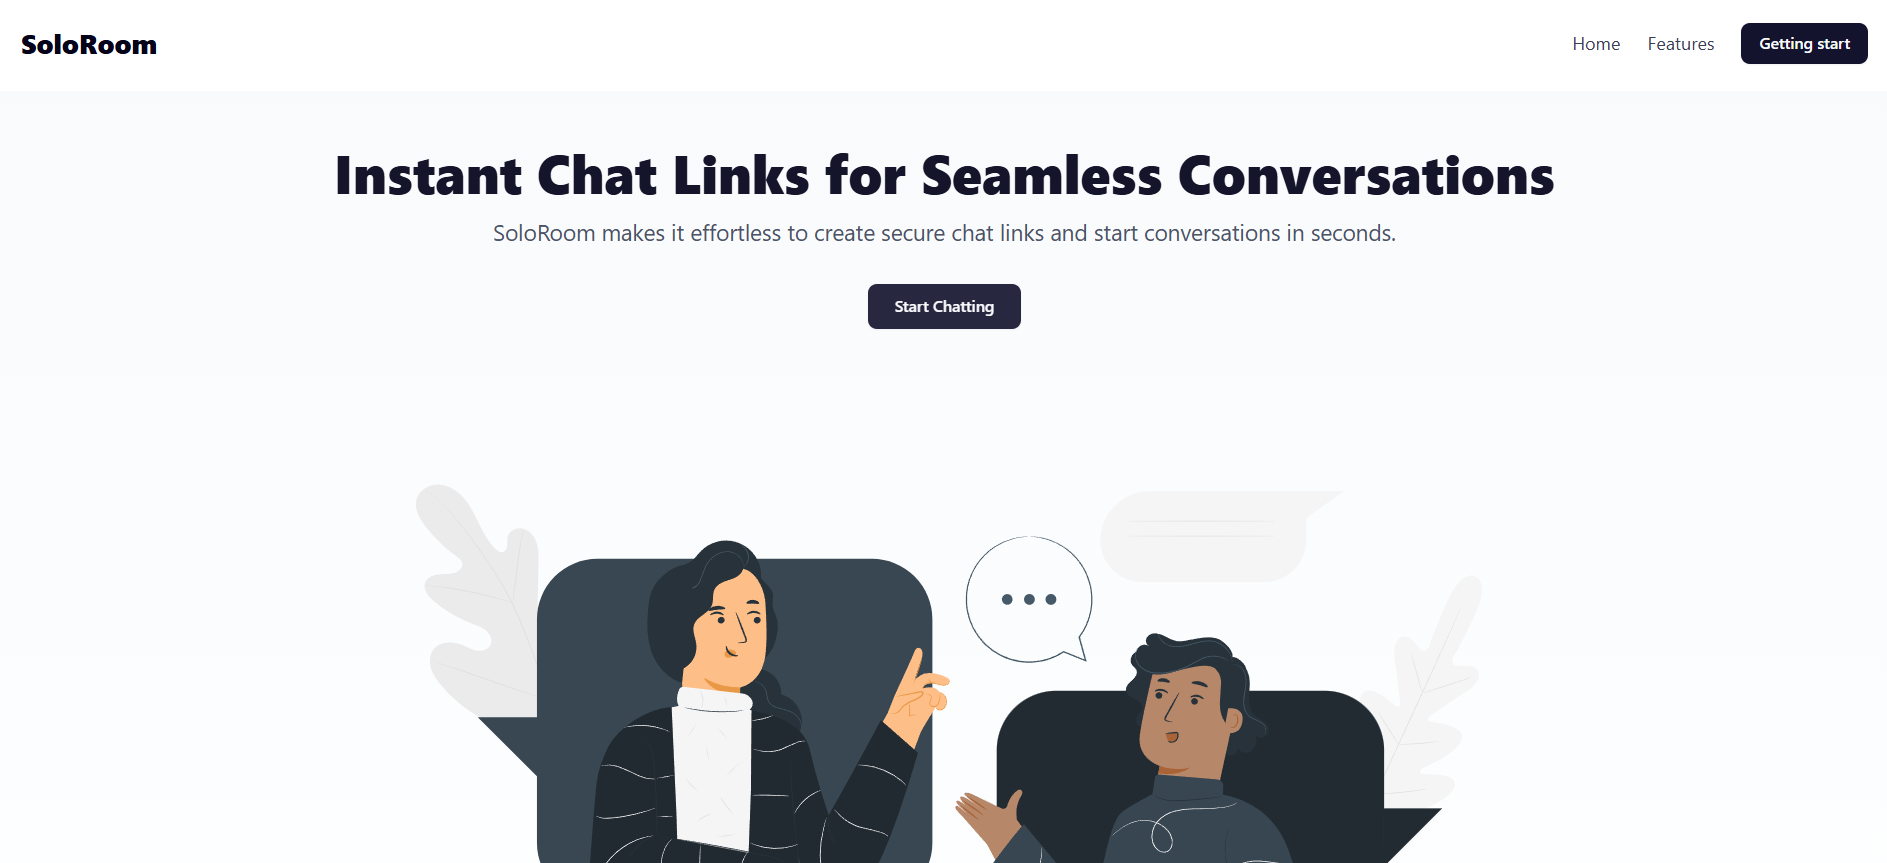 SoloRoom
Home
Features
Getting start
Instant Chat Links for Seamless Conversations
SoloRoom makes it effortless to create secure chat links and start conversations in seconds.
Start Chatting